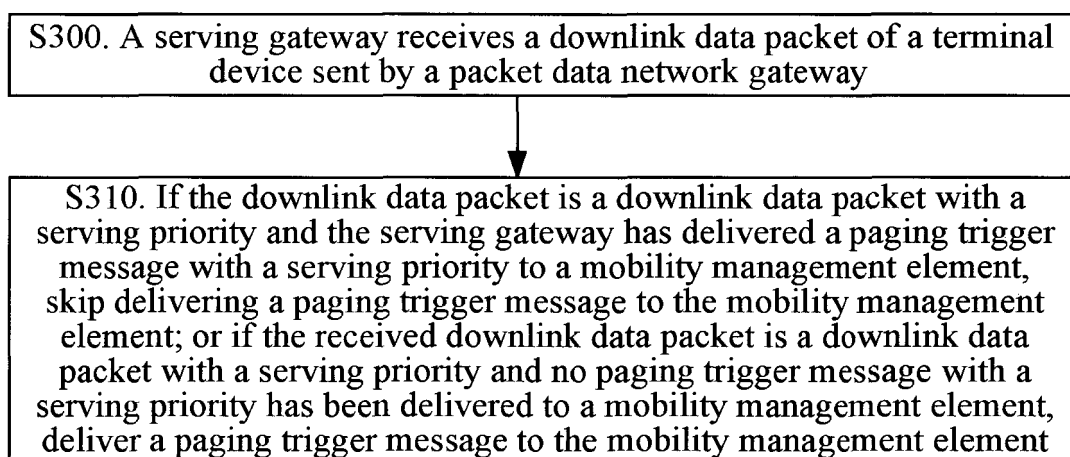 S300. A serving gateway receives a downlink data packet of a terminal
device sent by a packet data network gateway
S310. If the downlink data packet is a downlink data packet with a
serving priority and the serving gateway has delivered a paging trigger
message with a serving priority to a mobility management element,
skip delivering a paging trigger message to the mobility management
element; or if the received downlink data packet is a downlink data
packet with a serving priority and no paging trigger message with a
serving priority has been delivered to a mobility management element,
deliver a paging trigger message to the mobility management element